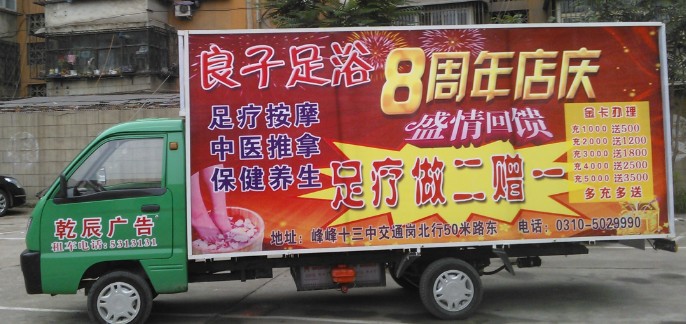 良子足浴
8周年店庆
盛情回馈
足疗按摩
中医推拿
保健养生
足疗做二赠一
金卡办理
充1000送500
充2000送1200
充3000送1800
充4000送2500
充5000送3500
多充多送
地址：峰峰十三中交通岗北行50米路东 电话：0310-5029990
乾辰广告
租车电话:5313131